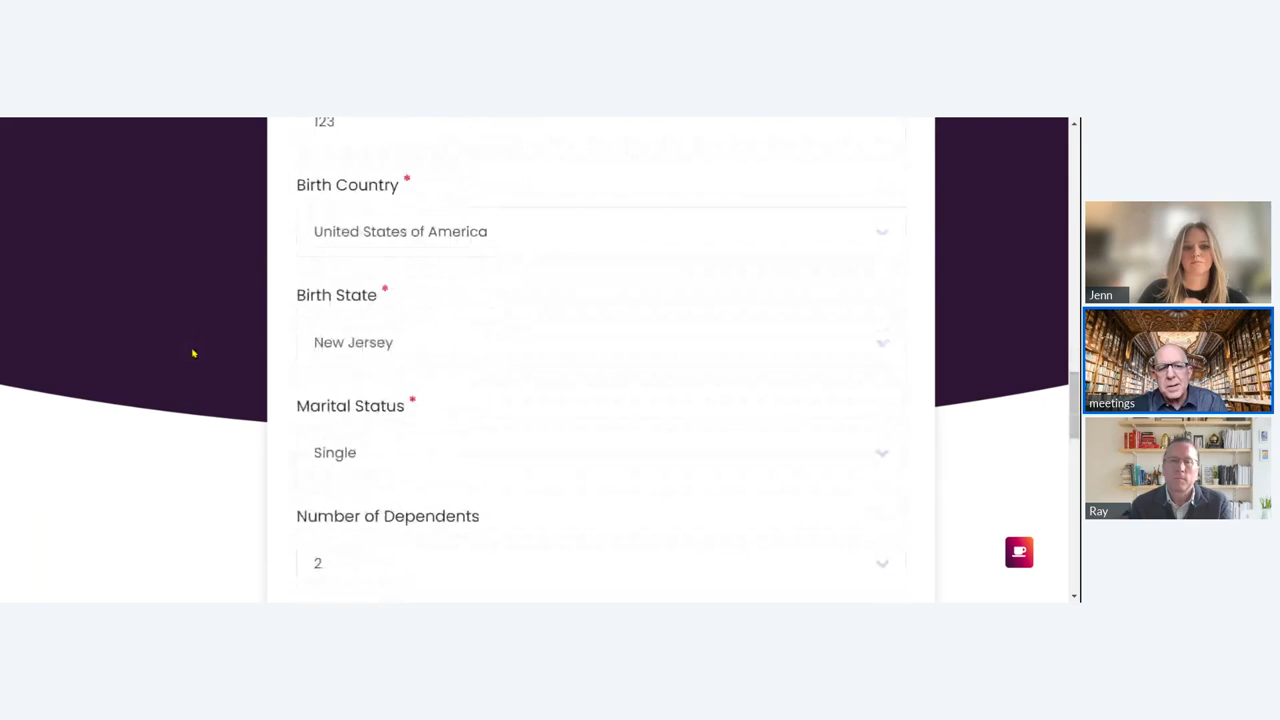 123
Birth Country *
United States of America
Birth State *
New Jersey
Marital Status *
Single
Number of Dependents
2
Jenn
meetings
Ray